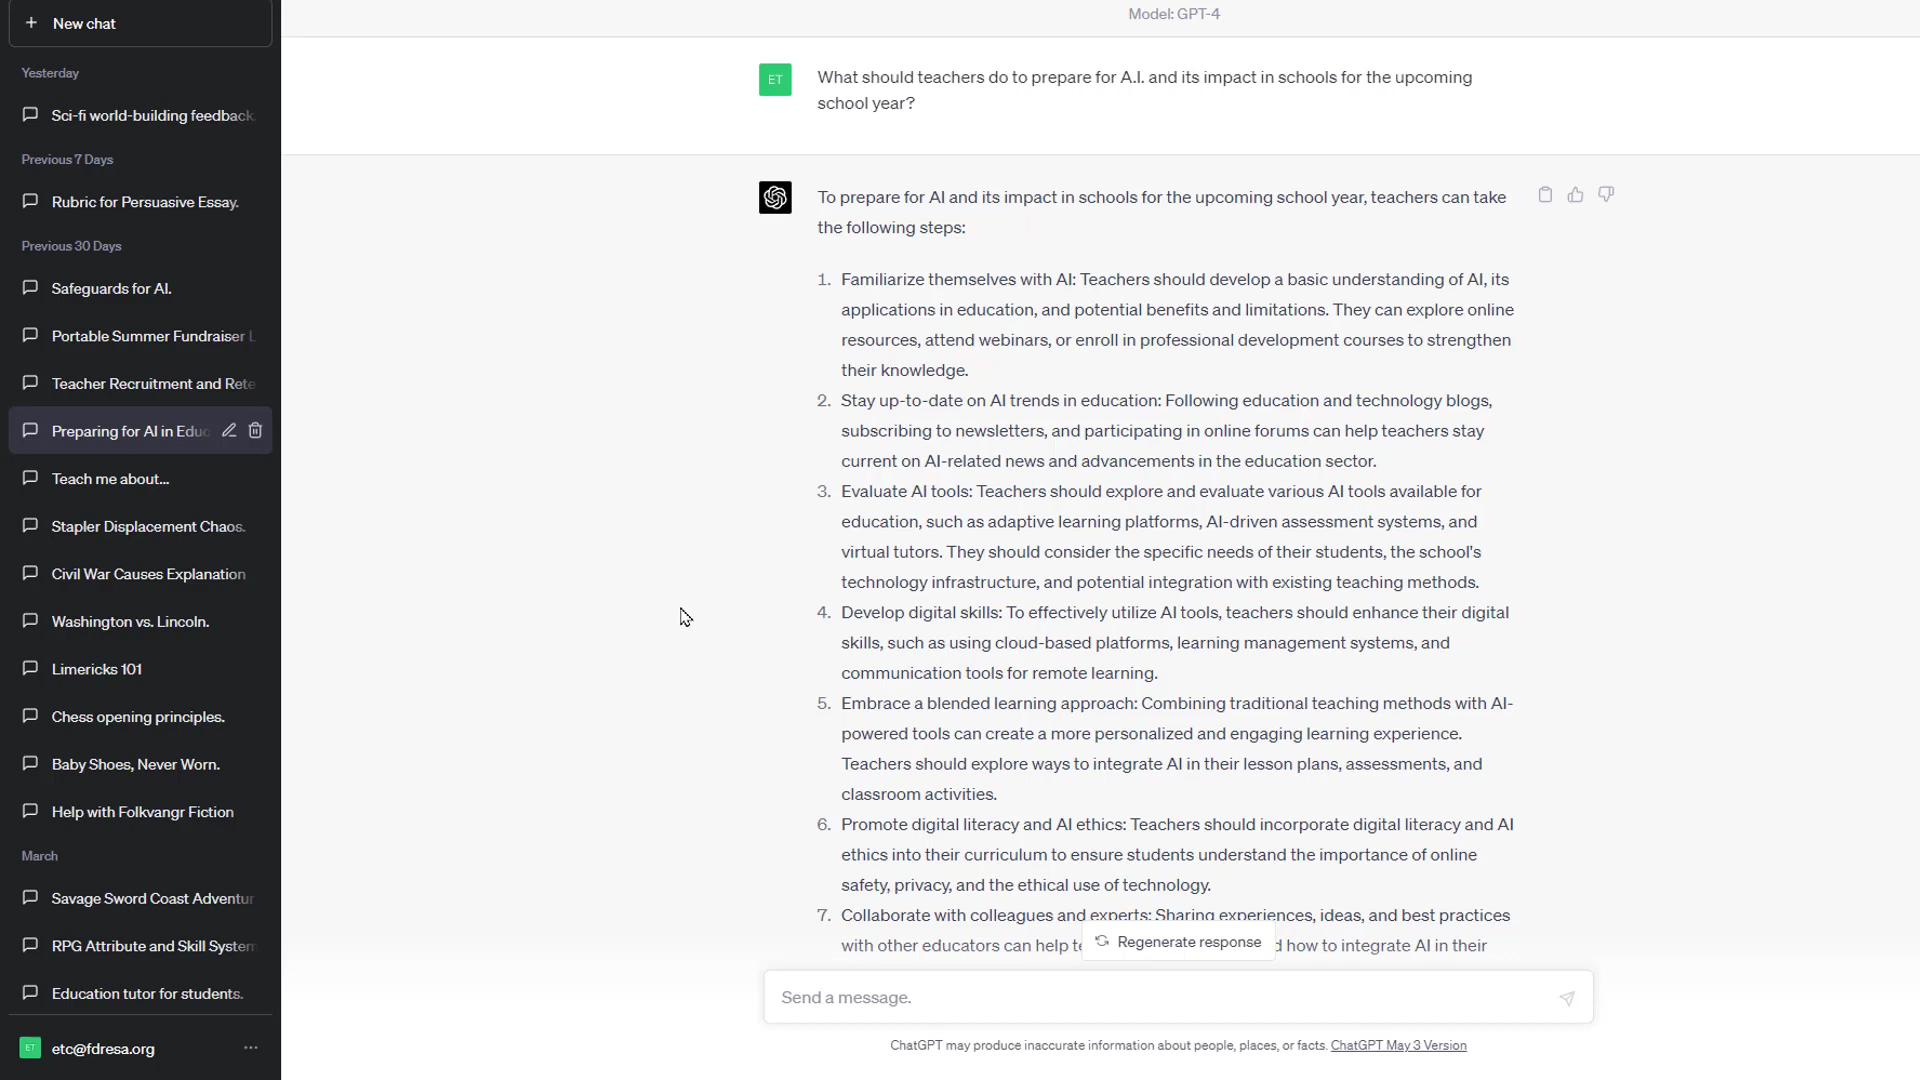 New chat
Yesterday
Sci-fi world-building feedback.
Previous 7 Days
Rubric for Persuasive Essay.
Previous 30 Days
Safeguards for AI.
Portable Summer Fundraiser
Teacher Recruitment and Rete
Preparing for AI in Educ
Teach me about...
Stapler Displacement Chaos.
Civil War Causes Explanation
Washington vs. Lincoln.
Limericks 101
Chess opening principles.
Baby Shoes, Never Worn.
Help with Folkvangr Fiction
March
Savage Sword Coast Adventur
RPG Attribute and Skill System
Education tutor for students.
ET
etc@fdresa.org
Model: GPT-4
ET
What should teachers do to prepare for A.I. and its impact in schools for the upcoming
school year?
To prepare for AI and its impact in schools for the upcoming school year, teachers can take
the following steps:
1. Familiarize themselves with AI: Teachers should develop a basic understanding of AI, its
applications in education, and potential benefits and limitations. They can explore online
resources, attend webinars, or enroll in professional development courses to strengthen
their knowledge.
2. Stay up-to-date on AI trends in education: Following education and technology blogs,
subscribing to newsletters, and participating in online forums can help teachers stay
current on AI-related news and advancements in the education sector.
3. Evaluate AI tools: Teachers should explore and evaluate various AI tools available for
education, such as adaptive learning platforms, AI-driven assessment systems, and
virtual tutors. They should consider the specific needs of their students, the school's
technology infrastructure, and potential integration with existing teaching methods.
4. Develop digital skills: To effectively utilize AI tools, teachers should enhance their digital
skills, such as using cloud-based platforms, learning management systems, and
communication tools for remote learning.
5. Embrace a blended learning approach: Combining traditional teaching methods with AI-
powered tools can create a more personalized and engaging learning experience.
Teachers should explore ways to integrate AI in their lesson plans, assessments, and
classroom activities.
6. Promote digital literacy and AI ethics: Teachers should incorporate digital literacy and AI
ethics into their curriculum to ensure students understand the importance of online
safety, privacy, and the ethical use of technology.
7. Collaborate with colleagues and experts: Sharing experiences, ideas, and best practices
with other educators can help how to integrate AI in their
Regenerate response
Send a message.
ChatGPT may produce inaccurate information about people, places, or facts. ChatGPT May 3 Version